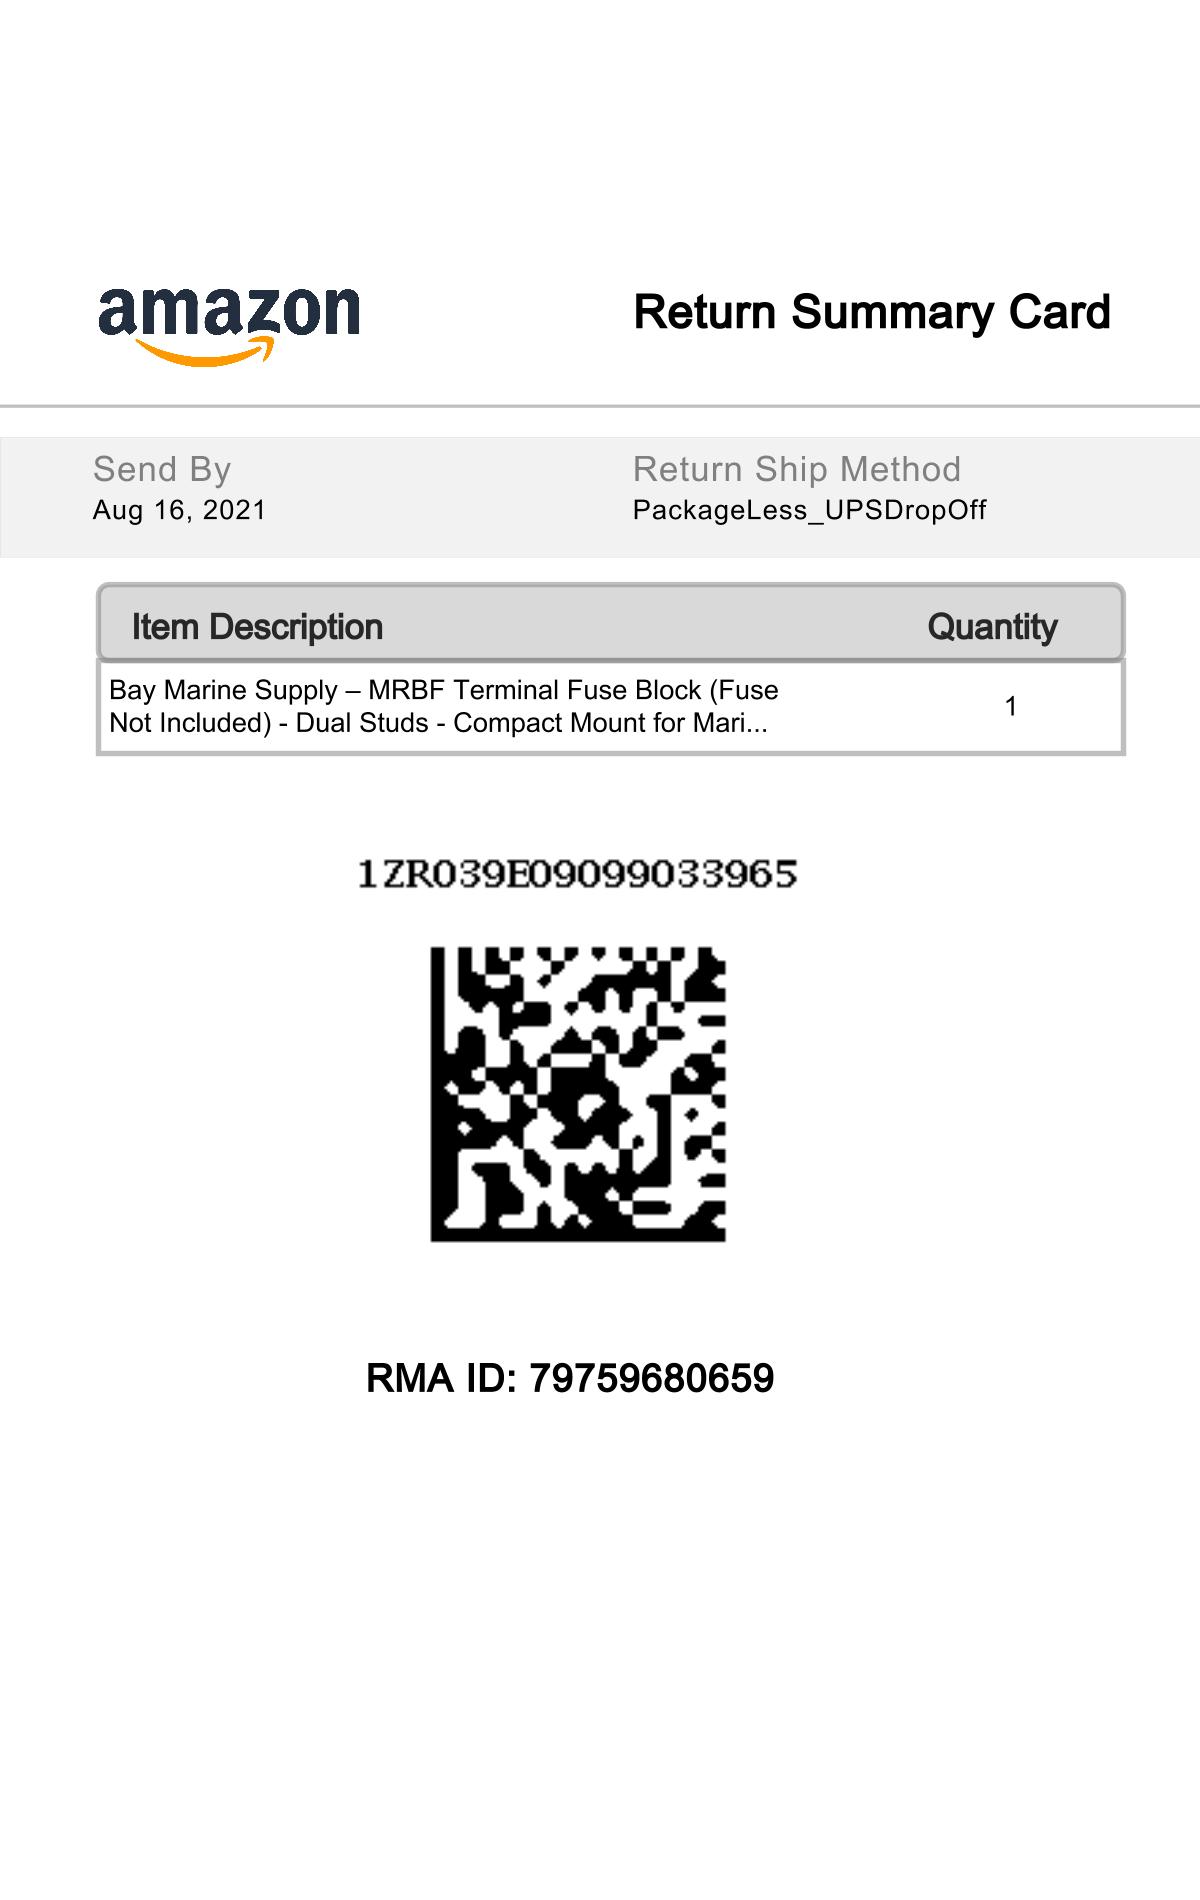 amazon
Return Summary Card
Send By
Return Ship Method
Aug 16, 2021
PackageLess_UPSDropOff
Item Description
Quantity
Bay Marine Supply – MRBF Terminal Fuse Block (Fuse
Not Included) - Dual Studs - Compact Mount for Mari...
1
1ZR039E09099033965
RMA ID: 79759680659